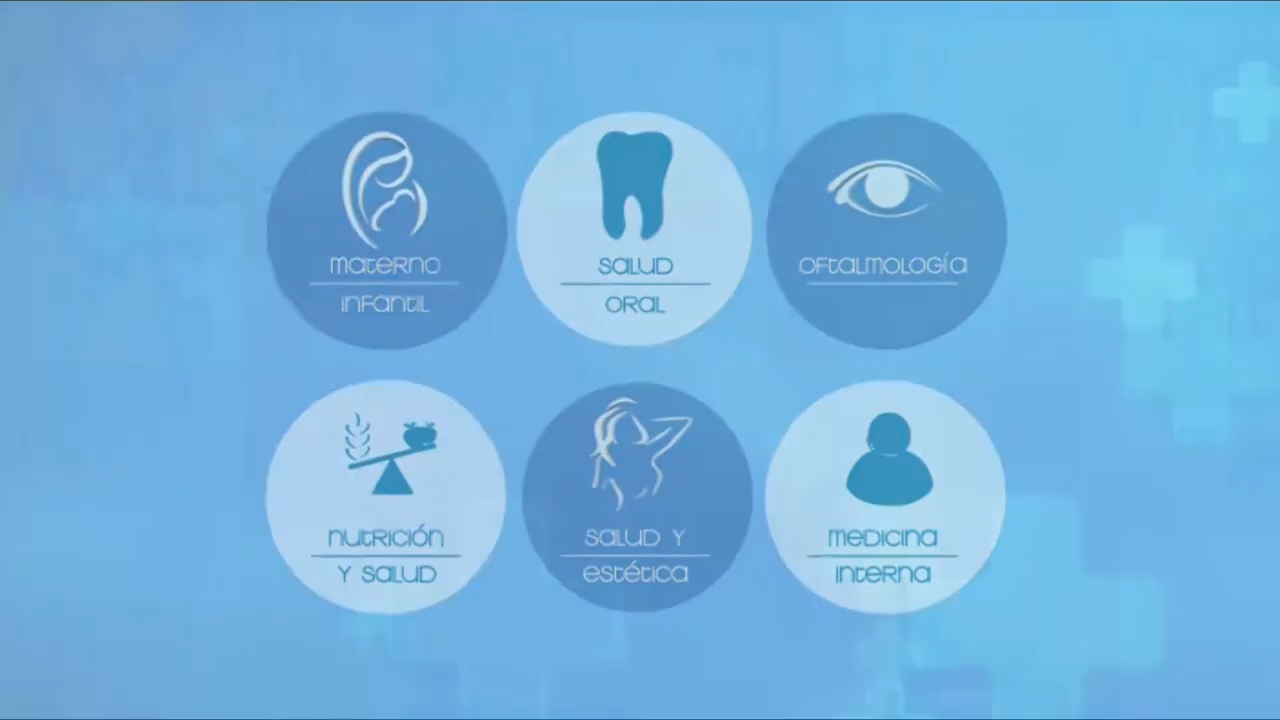 materno
infantil
salud
oral
oftalmología
nutrición
y salud
salud y
estética
medicina
interna